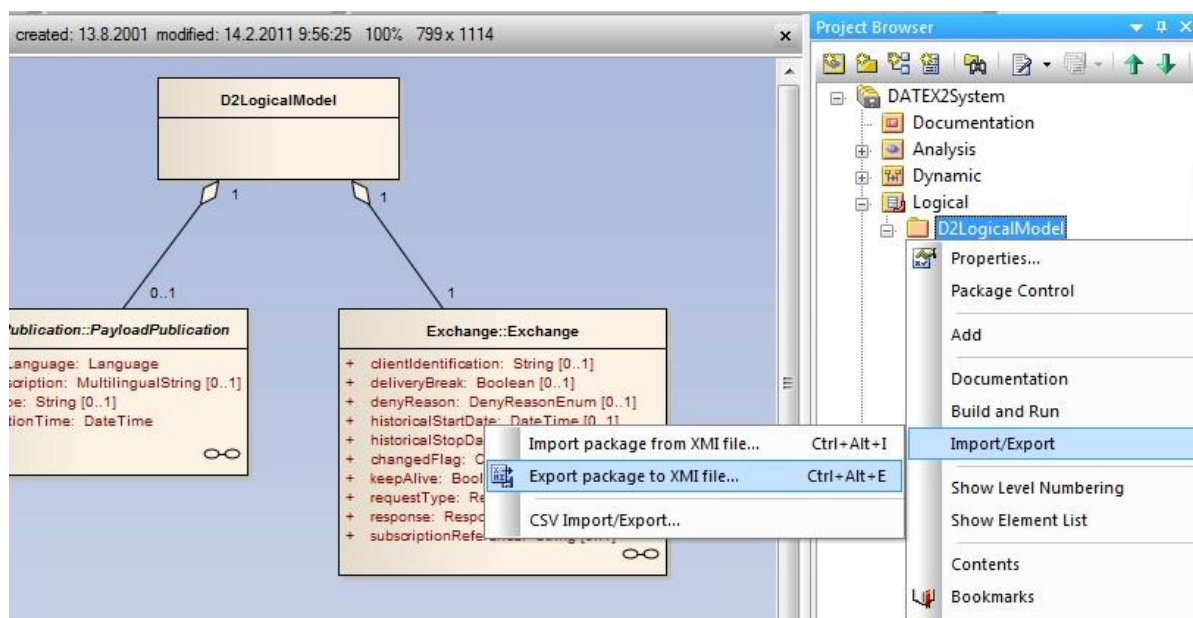 created: 13.8.2001 modified: 14.2.2011 9:56:25 100% 799 x 1114
D2LogicalModel
1
1
0..1
1
Publication::PayloadPublication
Language: Language
MultilingualString [0..1]
String [0..1]
DateTime
Exchange::Exchange
+ clientIdentification: String [0..1]
+ deliveryBreak: Boolean [0..1]
+ denyReason: DenyReasonEnum [0..1]
+ historicalStartDate: DateTime [0..1]
+ historicalStopDa
+ changedFlag: C
+ keepAlive: Bool
+ requestType: Re
+ response: Respo
+ subscriptionReference: String [0..1]
Import package from XMI file... Ctrl+Alt+I
Export package to XMI file... Ctrl+Alt+E
CSV Import/Export...
Project Browser
DATEX2System
Documentation
Analysis
Dynamic
Logical
D2LogicalModel
Properties...
Package Control
Add
Documentation
Build and Run
Import/Export
Show Level Numbering
Show Element List
Contents
Bookmarks